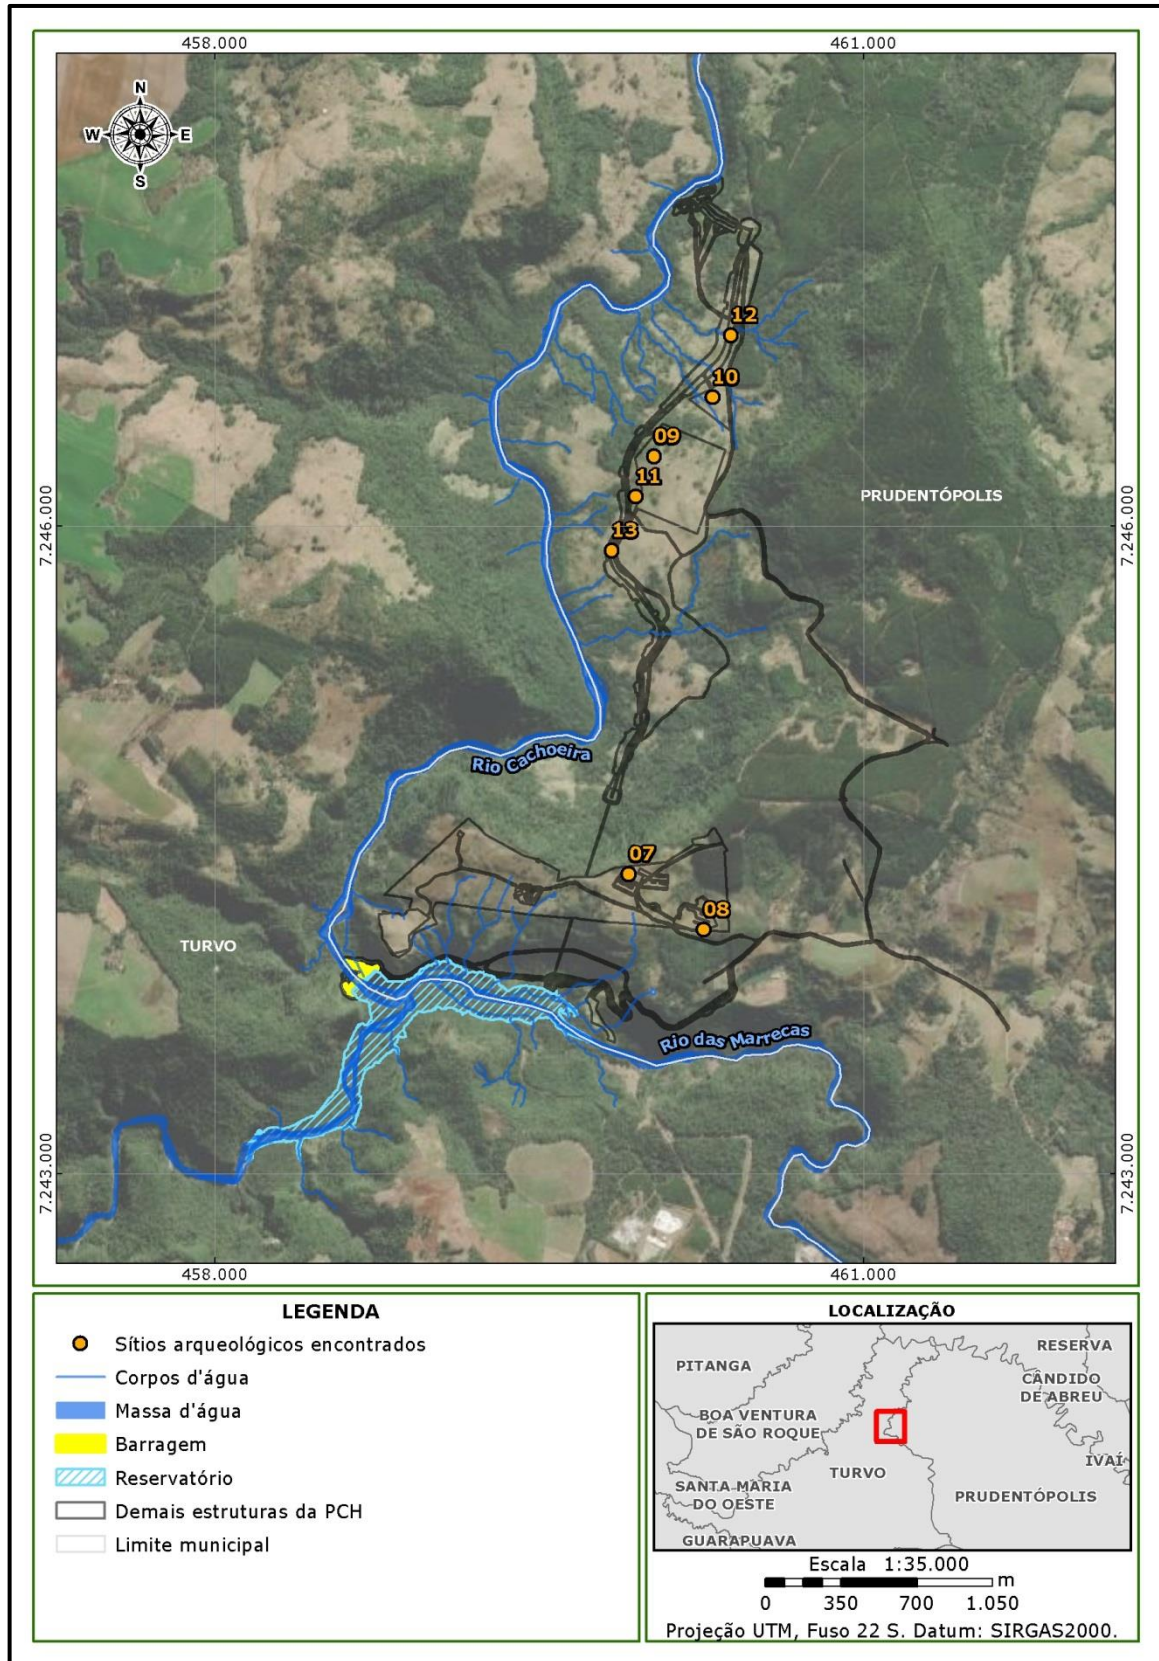 458.000
461.000
N
W
E
S
12
10
09
11
13
PRUDENTÓPOLIS
7.246.000
7.246.000
Rio Cachoeira
07
08
TURVO
Rio das Marrecas
7.243.000
7.243.000
458.000
461.000
LEGENDA
Sítios arqueológicos encontrados
Corpos d'água
Massa d'água
Barragem
Reservatório
Demais estruturas da PCH
Limite municipal
LOCALIZAÇÃO
RESERVA
PITANGA
CÂNDIDO
DE ABREU
BOA VENTURA
DE SÃO ROQUE
IVAÍ
TURVO
SANTA MARIA
DO OESTE
PRUDENTÓPOLIS
GUARAPUAVA
Escala 1:35.000
m
0 350 700 1.050
Projeção UTM, Fuso 22 S. Datum: SIRGAS2000.